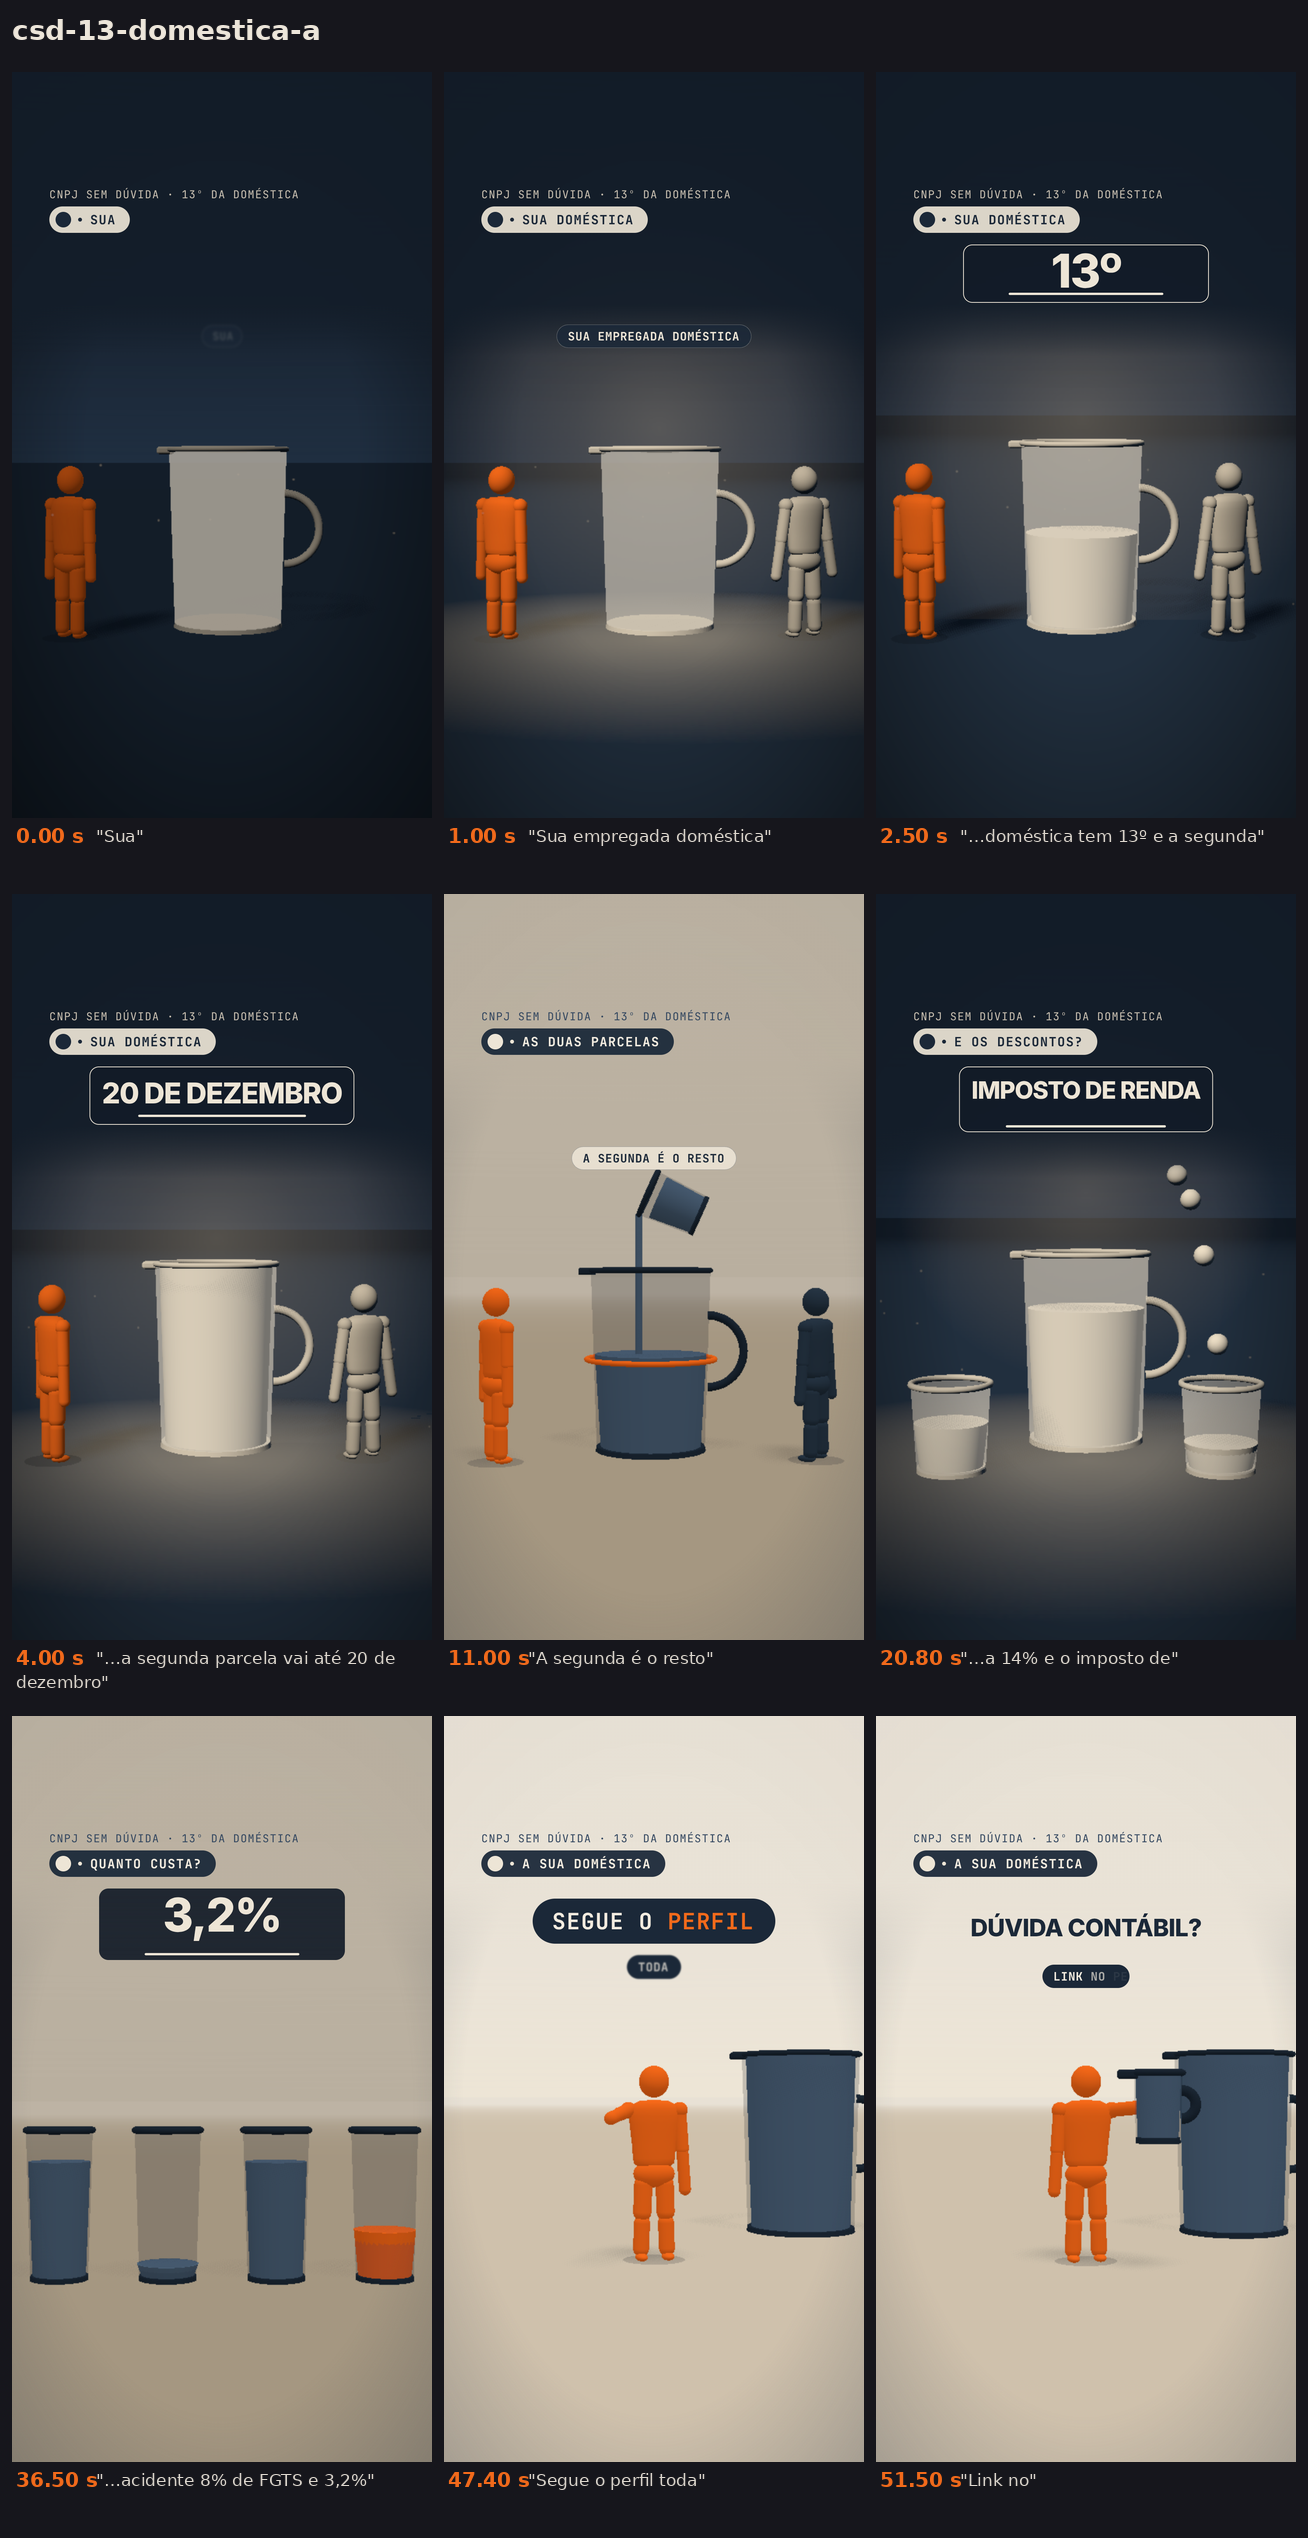 csd-13-domestica-a
CNPJ SEM DÚVIDA · 13° DA DOMÉSTICA
• SUA
SUA
0.00 s "Sua"
CNPJ SEM DÚVIDA · 13° DA DOMÉSTICA
• SUA DOMÉSTICA
SUA EMPREGADA DOMÉSTICA
1.00 s "Sua empregada doméstica"
CNPJ SEM DÚVIDA · 13° DA DOMÉSTICA
• SUA DOMÉSTICA
13º
2.50 s "...doméstica tem 13º e a segunda"
CNPJ SEM DÚVIDA · 13° DA DOMÉSTICA
• SUA DOMÉSTICA
20 DE DEZEMBRO
4.00 s "...a segunda parcela vai até 20 de
dezembro"
CNPJ SEM DÚVIDA · 13° DA DOMÉSTICA
• AS DUAS PARCELAS
A SEGUNDA É O RESTO
11.00 s "A segunda é o resto"
CNPJ SEM DÚVIDA · 13° DA DOMÉSTICA
• E OS DESCONTOS?
IMPOSTO DE RENDA
20.80 s "...a 14% e o imposto de"
CNPJ SEM DÚVIDA · 13° DA DOMÉSTICA
• QUANTO CUSTA?
3,2%
36.50 s "...acidente 8% de FGTS e 3,2%"
CNPJ SEM DÚVIDA · 13° DA DOMÉSTICA
• A SUA DOMÉSTICA
SEGUE O PERFIL
TODA
47.40 s "Segue o perfil toda"
CNPJ SEM DÚVIDA · 13° DA DOMÉSTICA
• A SUA DOMÉSTICA
DÚVIDA CONTÁBIL?
LINK NO PE
51.50 s "Link no"